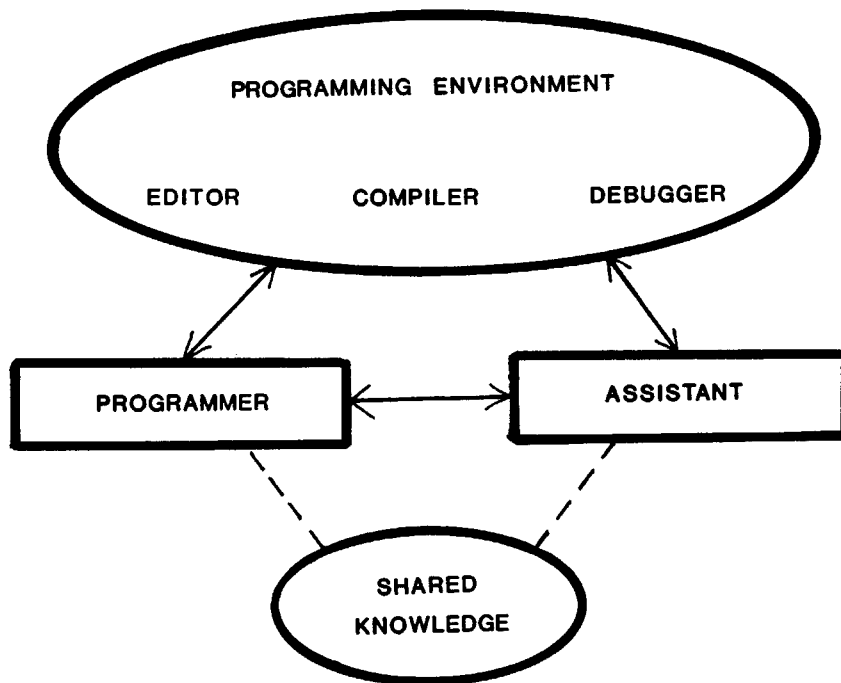 PROGRAMMING ENVIRONMENT
EDITOR COMPILER DEBUGGER
PROGRAMMER
ASSISTANT
SHARED
KNOWLEDGE